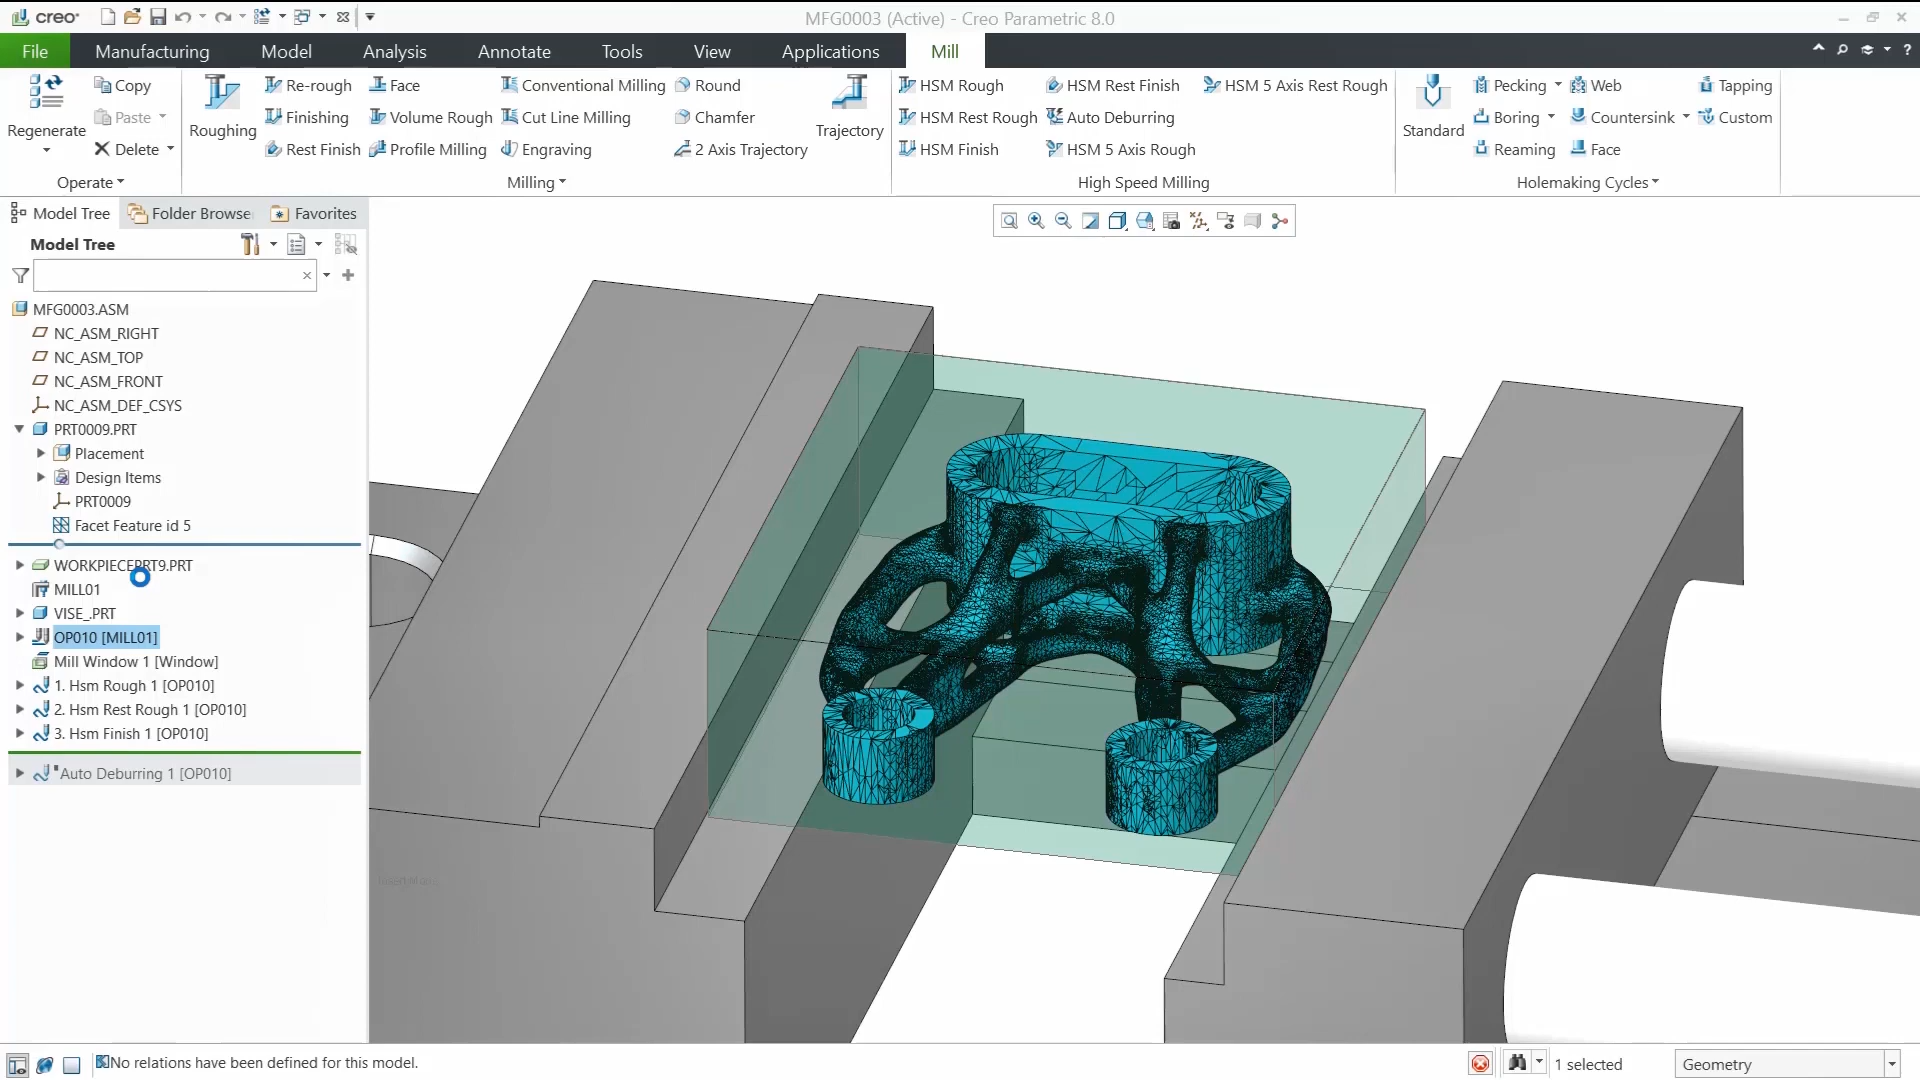 creo
MFG0003 (Active) - Creo Parametric 8.0
File
Manufacturing
Model
Analysis
Annotate
Tools
View
Applications
Mill
Regenerate
Copy
Paste
Delete
Operate
Roughing
Re-rough
Finishing
Rest Finish
Face
Volume Rough
Profile Milling
Conventional Milling
Cut Line Milling
Engraving
Round
Chamfer
2 Axis Trajectory
Trajectory
Milling
HSM Rough
HSM Rest Rough
HSM Finish
HSM Rest Finish
Auto Deburring
HSM 5 Axis Rough
HSM 5 Axis Rest Rough
High Speed Milling
Standard
Pecking
Boring
Reaming
Web
Countersink
Face
Tapping
Custom
Holemaking Cycles
Model Tree
Folder Browse
Favorites
Model Tree
MFG0003.ASM
NC_ASM_RIGHT
NC_ASM_TOP
NC_ASM_FRONT
NC_ASM_DEF_CSYS
PRT0009.PRT
Placement
Design Items
PRT0009
Facet Feature id 5
WORKPIECEPRT9.PRT
MILL01
VISE_.PRT
OP010 [MILL01]
Mill Window 1 [Window]
1. Hsm Rough 1 [OP010]
2. Hsm Rest Rough 1 [OP010]
3. Hsm Finish 1 [OP010]
Auto Deburring 1 [OP010]
No relations have been defined for this model.
1 selected
Geometry